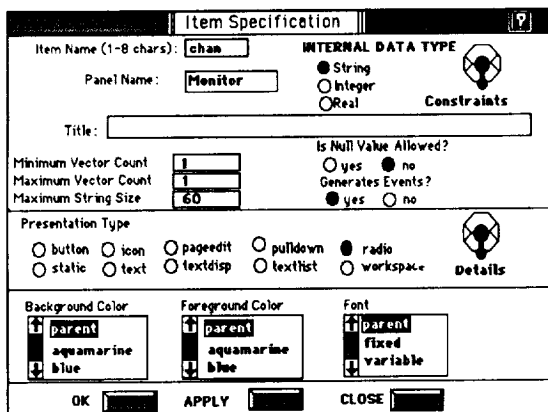 Item Specification
?
Item Name (1-8 chars): chan
INTERNAL DATA TYPE
String
Integer
Real
Constraints
Panel Name: Monitor
Title:
Is Null Value Allowed?
yes no
Minimum Vector Count 1
Maximum Vector Count 1
Maximum String Size 60
Generates Events?
yes no
Presentation Type
button icon pageedit pulldown radio
static text textdisp textlist workspace
Details
Background Color
parent
aquamarine
blue
Foreground Color
parent
aquamarine
blue
Font
parent
fixed
variable
OK APPLY CLOSE